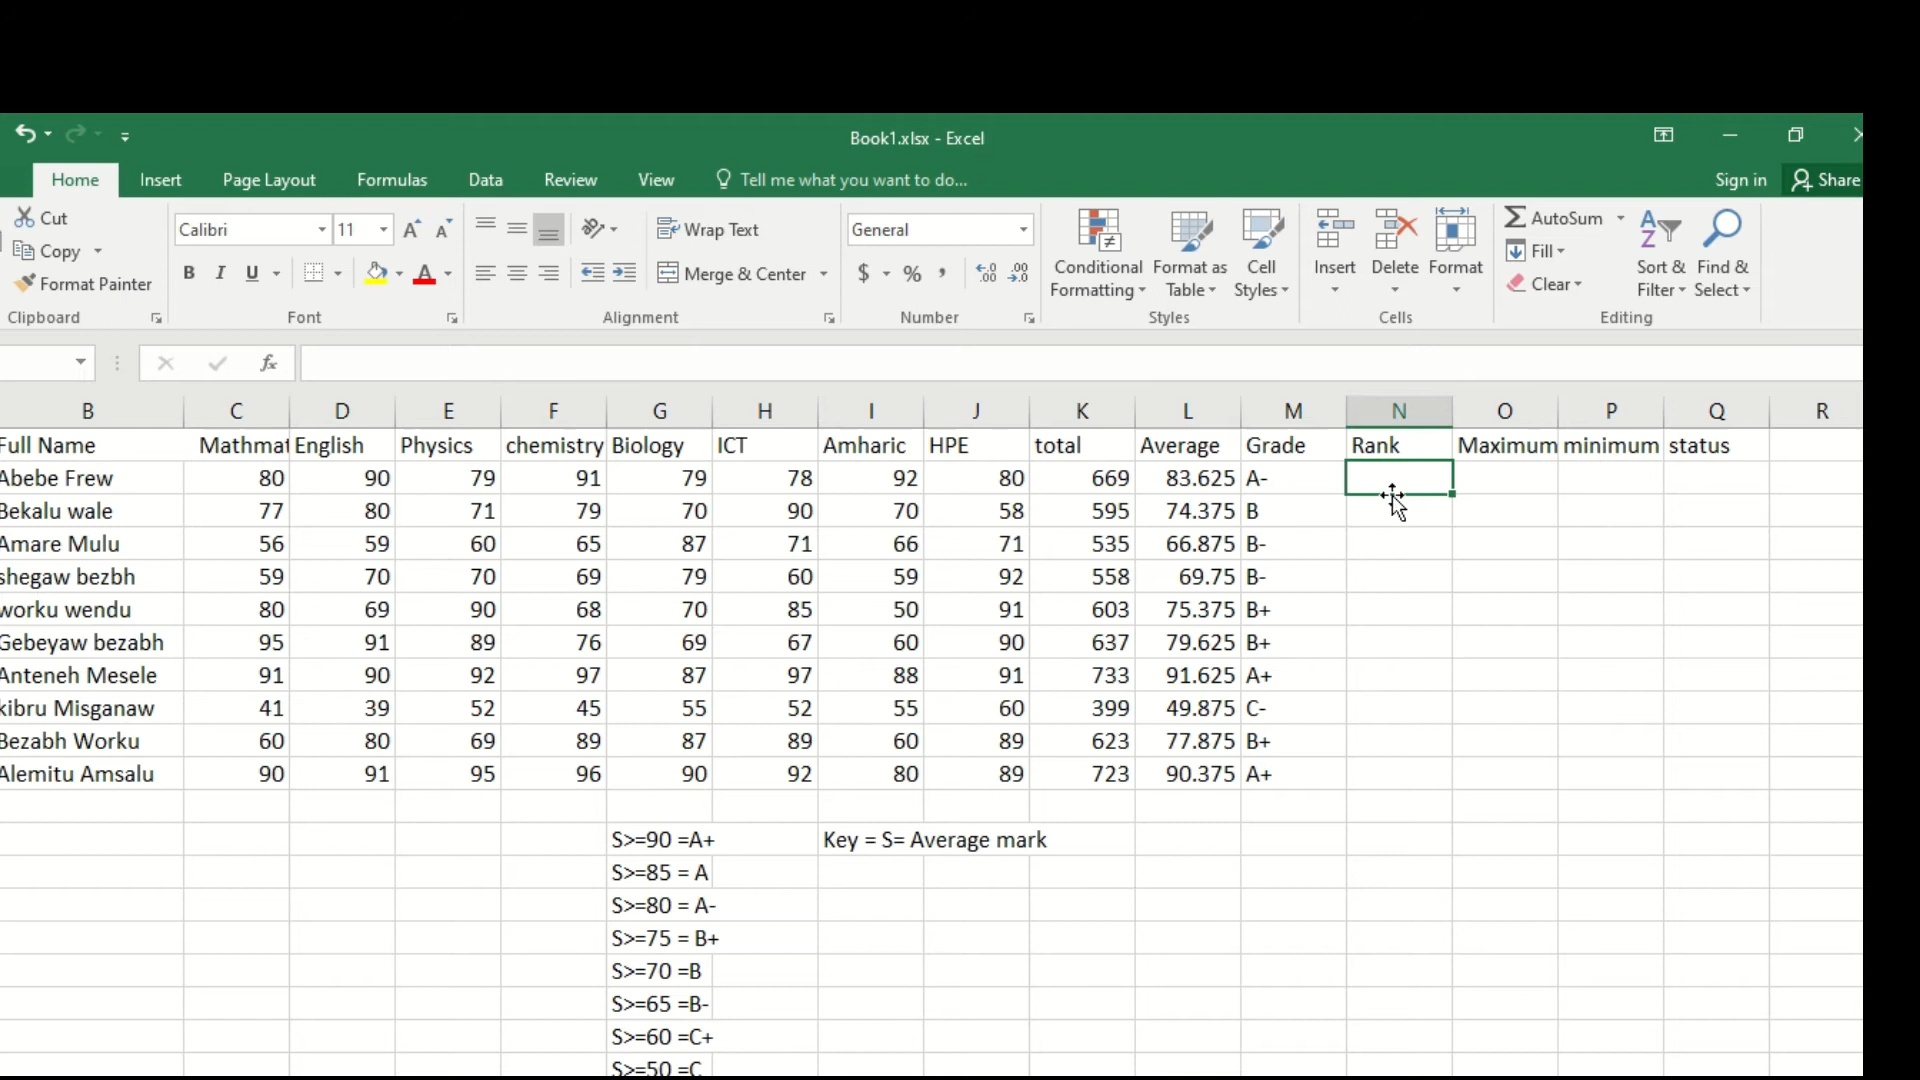 Book1.xlsx - Excel
Home Insert Page Layout Formulas Data Review View Tell me what you want to do... Sign in Share
Cut
Copy
Format Painter
Clipboard
Calibri 11
B I U
Font
Wrap Text
Merge & Center
Alignment
General
$ % ,
Number
Conditional Formatting
Format as Table
Cell Styles
Styles
Insert Delete Format
Cells
AutoSum
Fill
Clear
Sort & Filter
Find & Select
Editing
fx
B C D E F G H I J K L M N O P Q R
Full Name Mathmat English Physics chemistry Biology ICT Amharic HPE total Average Grade Rank Maximum minimum status
Abebe Frew 80 90 79 91 79 78 92 80 669 83.625 A-
Bekalu wale 77 80 71 79 70 90 70 58 595 74.375 B
Amare Mulu 56 59 60 65 87 71 66 71 535 66.875 B-
shegaw bezbh 59 70 70 69 79 60 59 92 558 69.75 B-
worku wendu 80 69 90 68 70 85 50 91 603 75.375 B+
Gebeyaw bezabh 95 91 89 76 69 67 60 90 637 79.625 B+
Anteneh Mesele 91 90 92 97 87 97 88 91 733 91.625 A+
kibru Misganaw 41 39 52 45 55 52 55 60 399 49.875 C-
Bezabh Worku 60 80 69 89 87 89 60 89 623 77.875 B+
Alemitu Amsalu 90 91 95 96 90 92 80 89 723 90.375 A+
S>=90 =A+ Key = S= Average mark
S>=85 = A
S>=80 = A-
S>=75 = B+
S>=70 =B
S>=65 =B-
S>=60 =C+
S>=50 =C